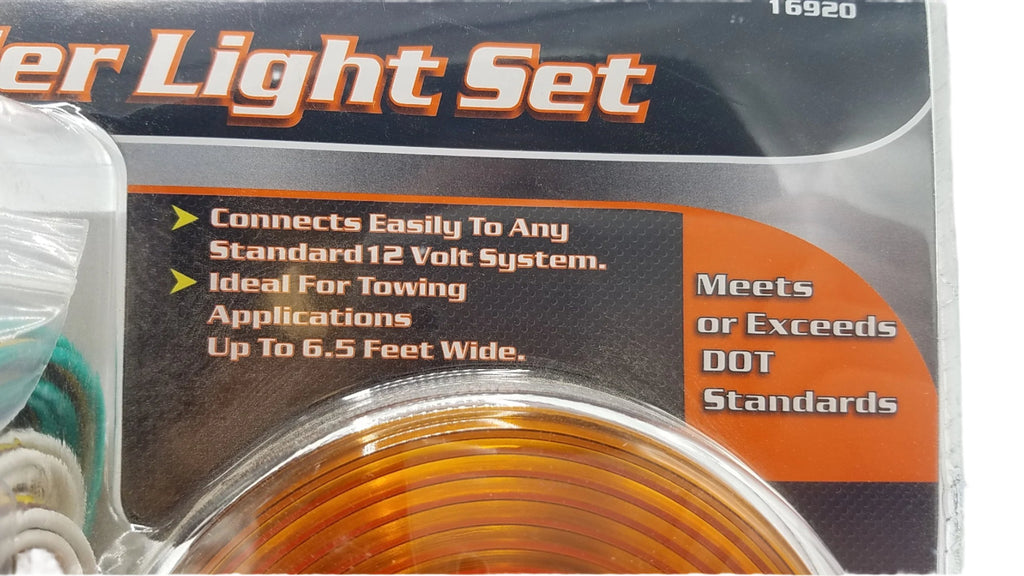 16920
er Light Set
Connects Easily To Any
Standard 12 Volt System.
Ideal For Towing
Applications
Up To 6.5 Feet Wide.
Meets
or Exceeds
DOT
Standards